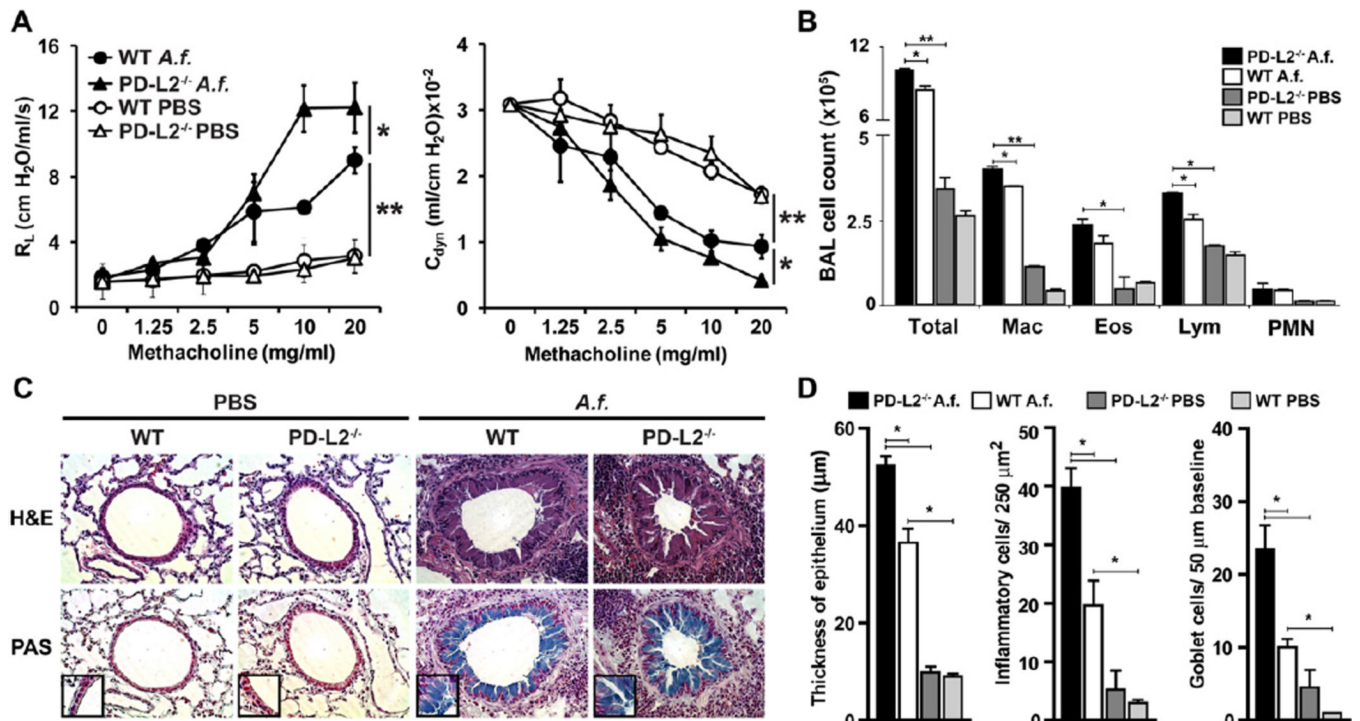 A
WT A.f.
PD-L2-/- A.f.
WT PBS
PD-L2-/- PBS
RL (cm H2O/ml/s)
16
12
8
4
0
0 1.25 2.5 5 10 20
Methacholine (mg/ml)
*
**
Cdyn (ml/cm H2O)x10-2
4
3
2
1
0
0 1.25 2.5 5 10 20
Methacholine (mg/ml)
**
*
B
BAL cell count (x10⁵)
12
6
5
2.5
0
** * ** * * * *
PD-L2-/- A.f.
WT A.f.
PD-L2-/- PBS
WT PBS
Total Mac Eos Lym PMN
C
PBS A.f.
WT PD-L2-/- WT PD-L2-/-
H&E
PAS
D
PD-L2-/- A.f. WT A.f. PD-L2-/- PBS WT PBS
Thickness of epithelium (µm)
60
40
20
0
* *
Inflammatory cells/ 250 µm2
50
40
30
20
10
0
* *
Goblet cells/ 50 µm baseline
40
30
20
10
0
* *